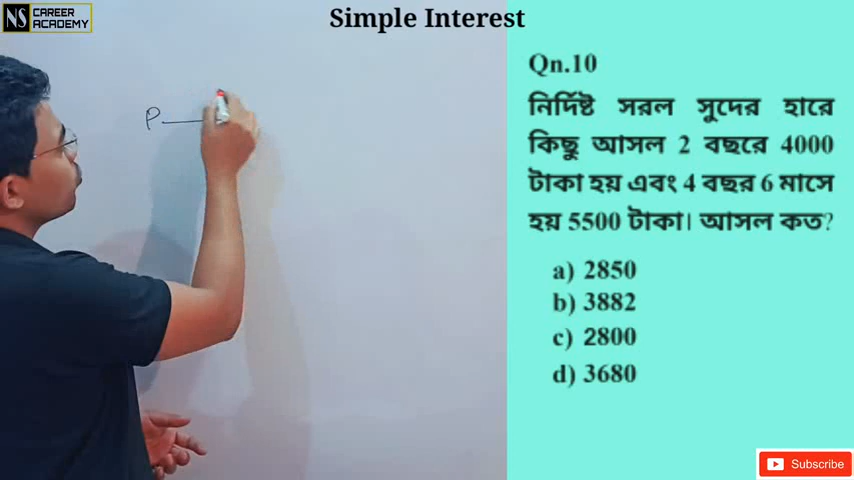 NS CAREER ACADEMY
Simple Interest
P
Qn.10
নির্দিষ্ট সরল সুদের হারে
কিছু আসল 2 বছরে 4000
টাকা হয় এবং 4 বছর 6 মাসে
হয় 5500 টাকা। আসল কত?
a) 2850
b) 3882
c) 2800
d) 3680
Subscribe